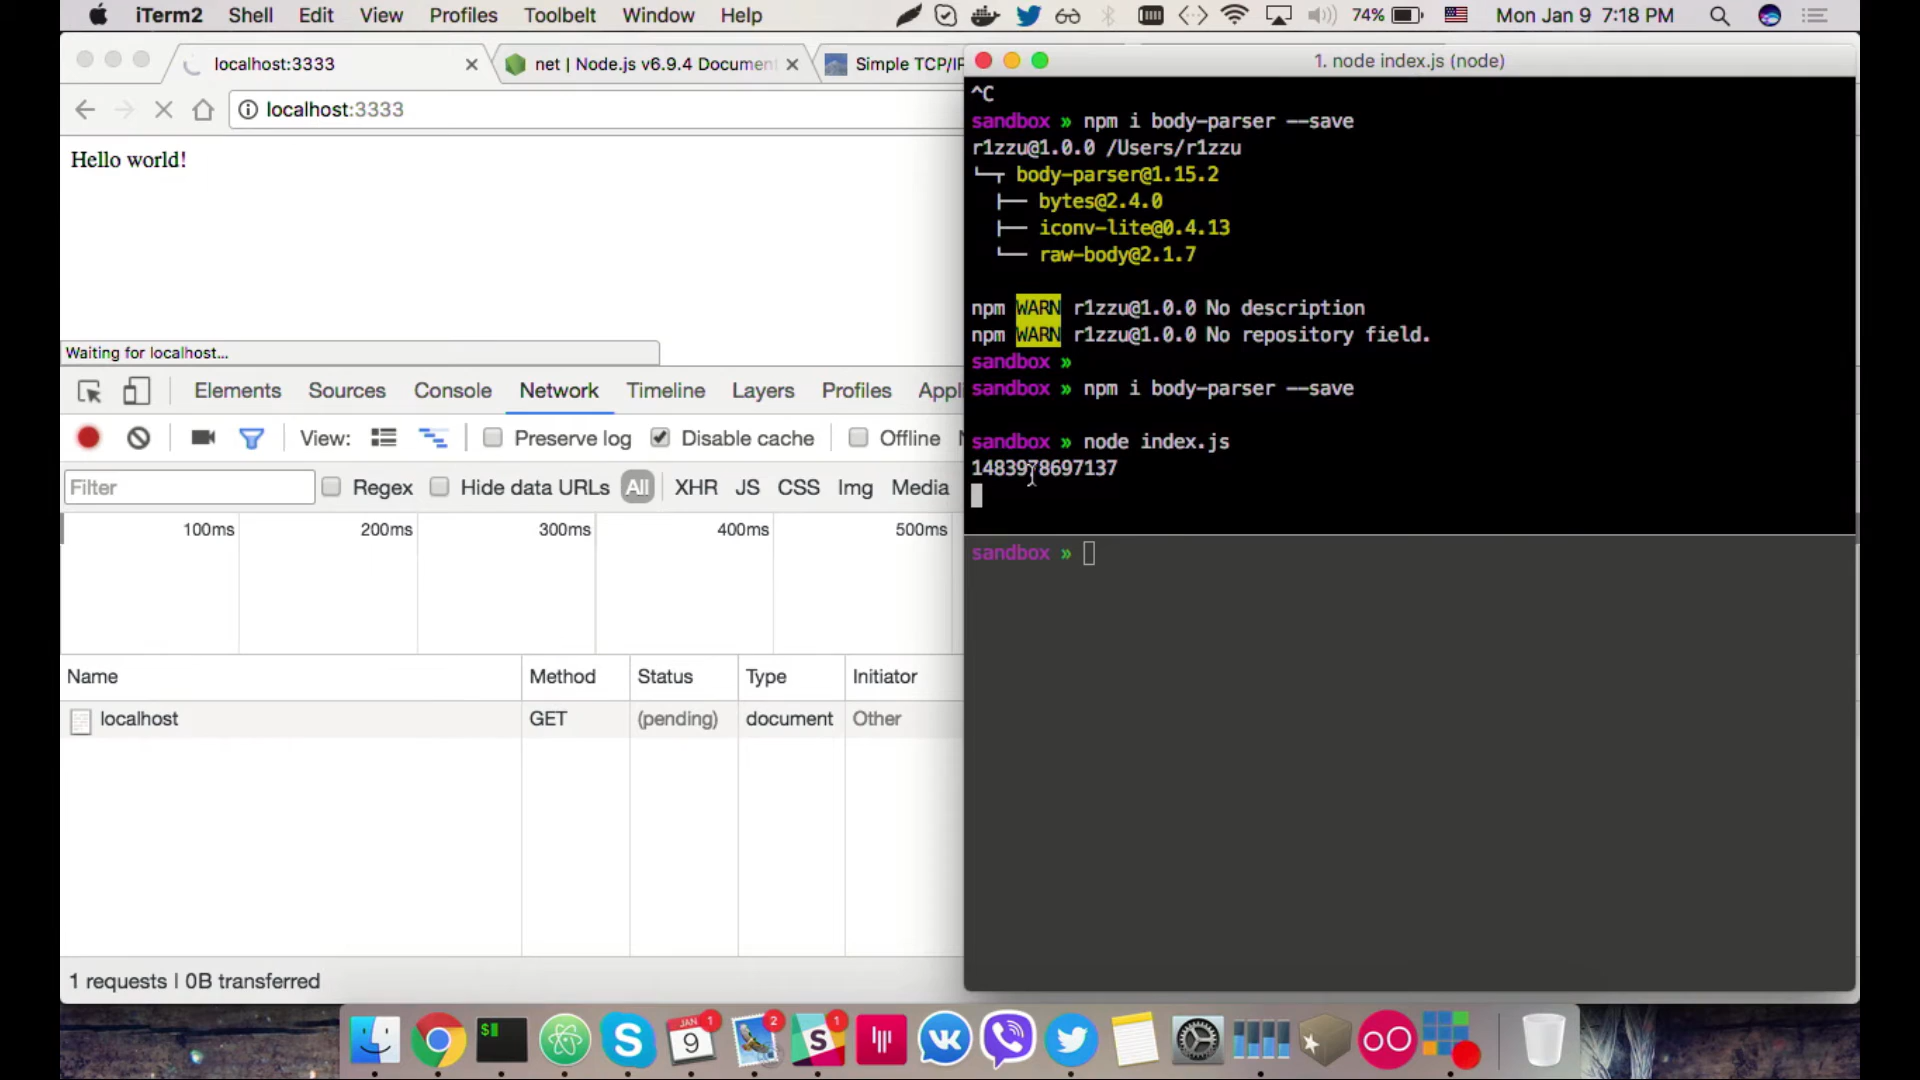 iTerm2 Shell Edit View Profiles Toolbelt Window Help 74% Mon Jan 9 7:18 PM
localhost:3333
net | Node.js v6.9.4 Document
Simple TCP/IP
localhost:3333
Hello world!
Waiting for localhost...
Elements Sources Console Network Timeline Layers Profiles Appl
View: Preserve log Disable cache Offline
Filter Regex Hide data URLs All XHR JS CSS Img Media
100ms 200ms 300ms 400ms 500ms
Name Method Status Type Initiator
localhost GET (pending) document Other
1 requests | 0B transferred
1. node index.js (node)
^C
sandbox » npm i body-parser --save
r1zzu@1.0.0 /Users/r1zzu
└─┬ body-parser@1.15.2
├── bytes@2.4.0
├── iconv-lite@0.4.13
└── raw-body@2.1.7
npm WARN r1zzu@1.0.0 No description
npm WARN r1zzu@1.0.0 No repository field.
sandbox »
sandbox » npm i body-parser --save
sandbox » node index.js
1483978697137
sandbox »
$
JAN 1
9
2
1